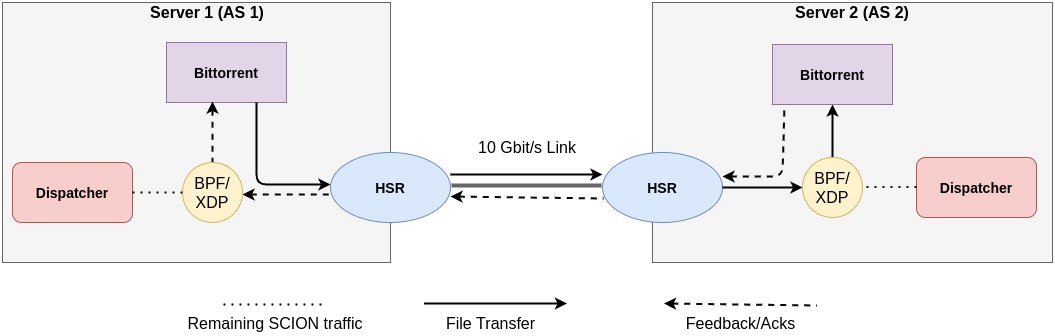 Server 1 (AS 1)
Server 2 (AS 2)
Bittorrent
Bittorrent
10 Gbit/s Link
Dispatcher
BPF/
XDP
HSR
HSR
BPF/
XDP
Dispatcher
Remaining SCION traffic
File Transfer
Feedback/Acks